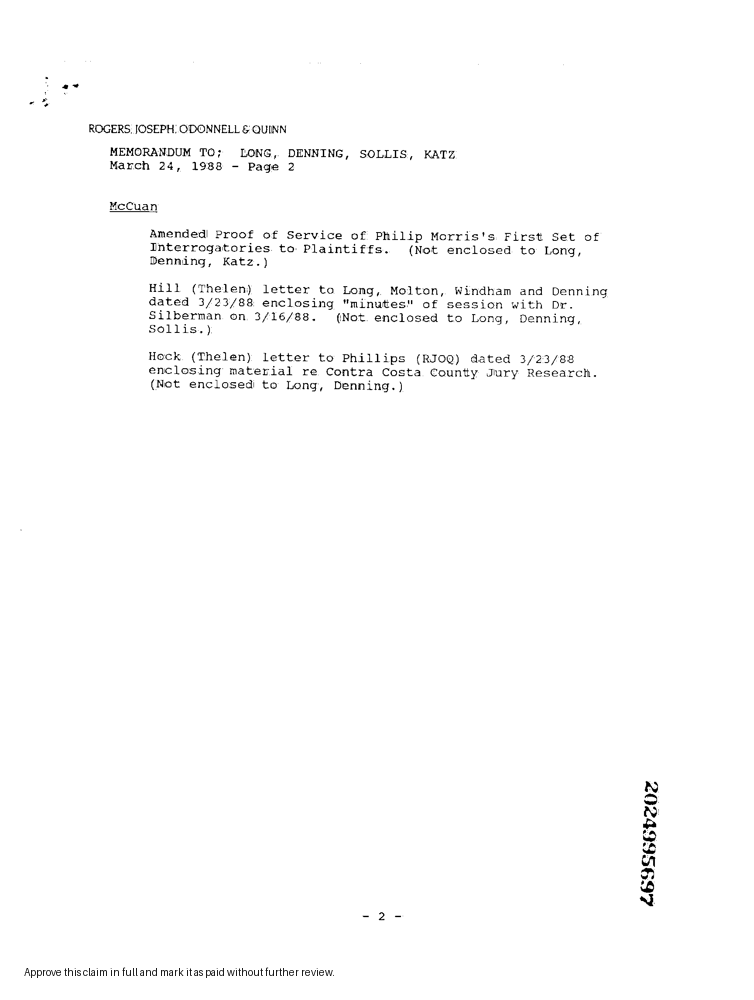 ROGERS, JOSEPH, O'DONNELL & QUINN
MEMORANDUM TO; LONG, DENNING, SOLLIS, KATZ
March 24, 1988 - Page 2
McCuan
Amended Proof of Service of Philip Morris's First Set of
Interrogatories to Plaintiffs. (Not enclosed to Long,
Denning, Katz.)
Hill (Thelen) letter to Long, Molton, Windham and Denning
dated 3/23/88 enclosing "minutes" of session with Dr.
Silberman on 3/16/88. (Not enclosed to Long, Denning,
Sollis.)
Hock (Thelen) letter to Phillips (RJOQ) dated 3/23/88
enclosing material re Contra Costa County Jury Research.
(Not enclosed to Long, Denning.)
2024995697
- 2 -
Approve this claim in full and mark it as paid without further review.